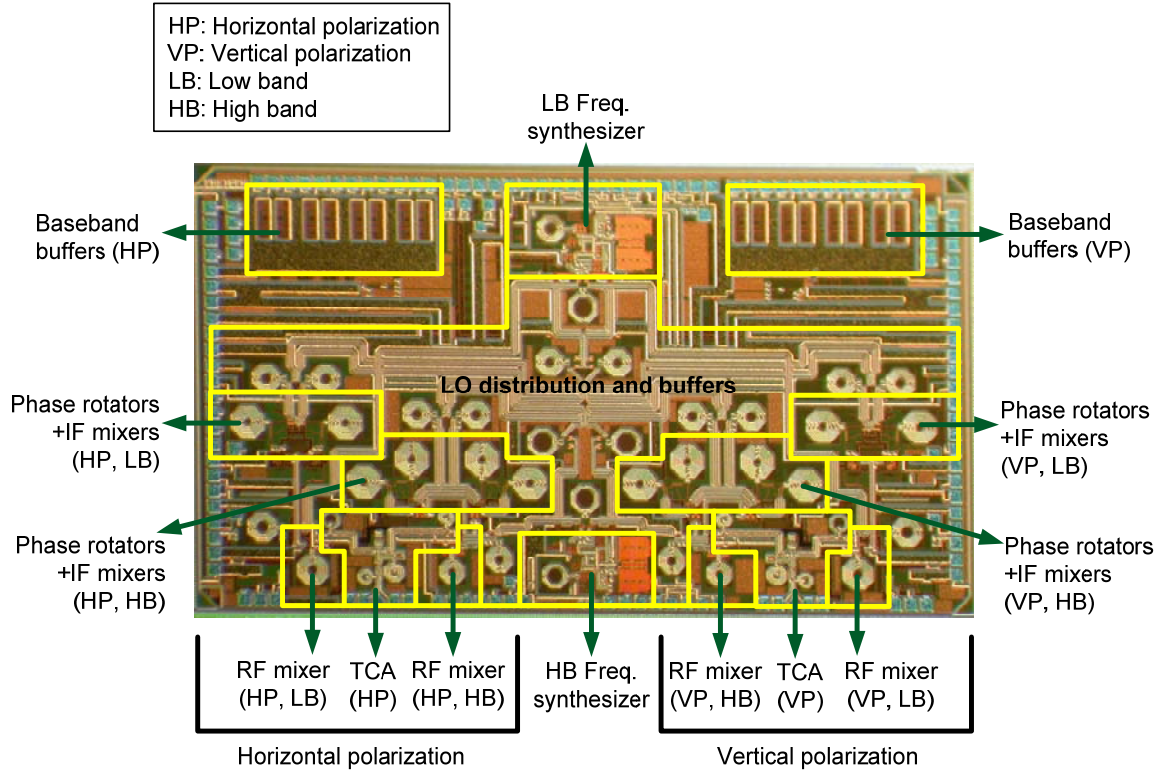 HP: Horizontal polarization
VP: Vertical polarization
LB: Low band
HB: High band
LB Freq.
synthesizer
Baseband
buffers (HP)
Baseband
buffers (VP)
LO distribution and buffers
Phase rotators
+IF mixers
(HP, LB)
Phase rotators
+IF mixers
(VP, LB)
Phase rotators
+IF mixers
(HP, HB)
Phase rotators
+IF mixers
(VP, HB)
RF mixer
(HP, LB)
TCA
(HP)
RF mixer
(HP, HB)
HB Freq.
synthesizer
RF mixer
(VP, HB)
TCA
(VP)
RF mixer
(VP, LB)
Horizontal polarization
Vertical polarization